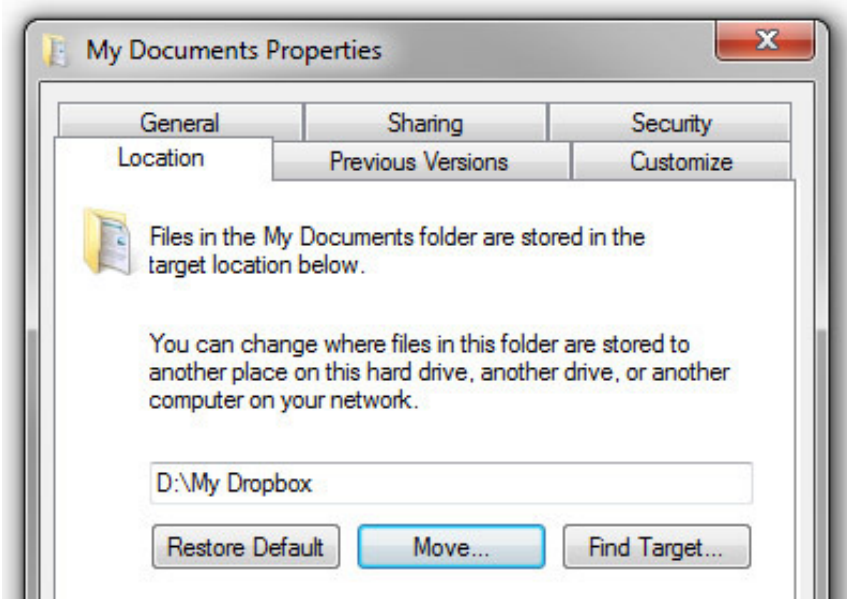 My Documents Properties
General Sharing Security
Location Previous Versions Customize
Files in the My Documents folder are stored in the
target location below.
You can change where files in this folder are stored to
another place on this hard drive, another drive, or another
computer on your network.
D:\My Dropbox
Restore Default Move... Find Target...